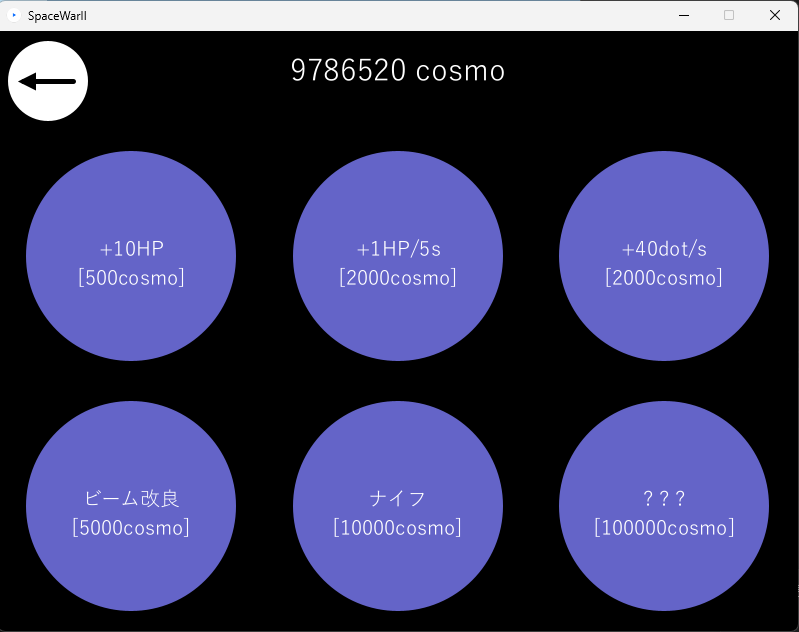 SpaceWarII
9786520 cosmo
+10HP
[500cosmo]
+1HP/5s
[2000cosmo]
+40dot/s
[2000cosmo]
ビーム改良
[5000cosmo]
ナイフ
[10000cosmo]
？？？
[100000cosmo]